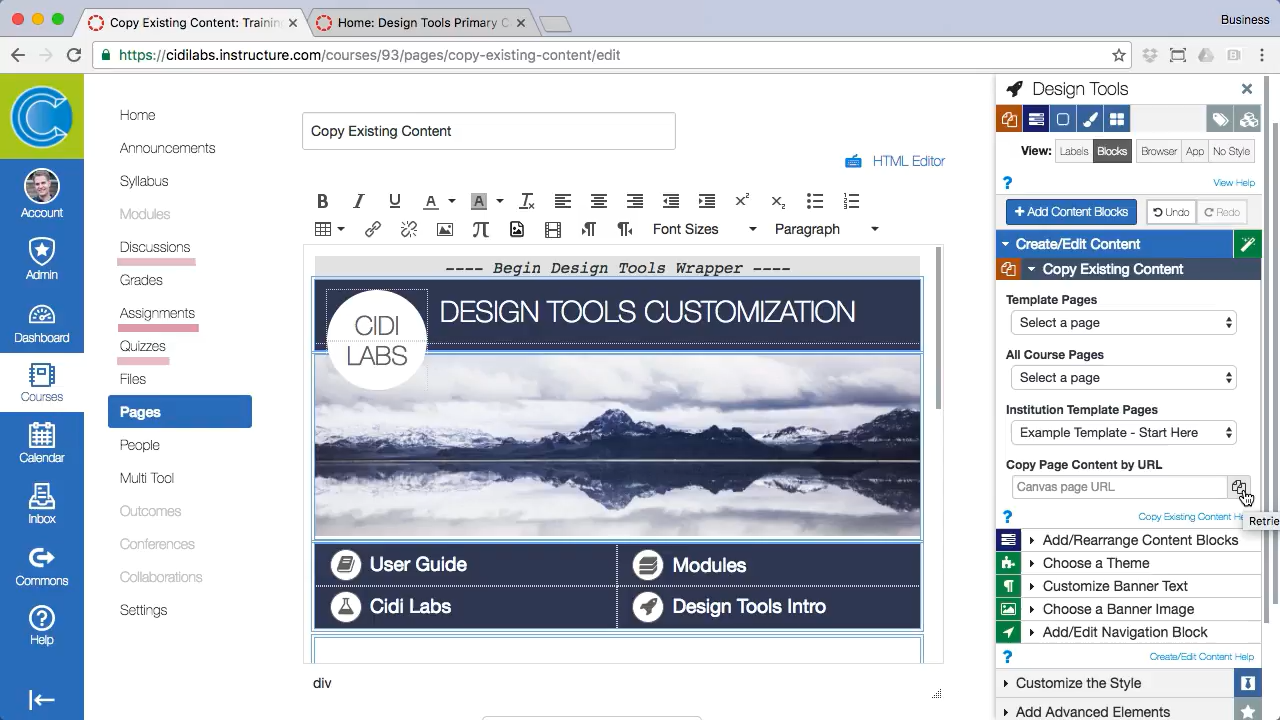 Copy Existing Content: Training
Home: Design Tools Primary C
Business
https://cidilabs.instructure.com/courses/93/pages/copy-existing-content/edit
Account
Admin
Dashboard
Courses
Calendar
Inbox
Commons
Help
Home
Announcements
Syllabus
Modules
Discussions
Grades
Assignments
Quizzes
Files
Pages
People
Multi Tool
Outcomes
Conferences
Collaborations
Settings
Copy Existing Content
HTML Editor
Font Sizes
Paragraph
---- Begin Design Tools Wrapper ----
CIDI
LABS
DESIGN TOOLS CUSTOMIZATION
User Guide
Modules
Cidi Labs
Design Tools Intro
div
Design Tools
View: Labels Blocks Browser App No Style
View Help
+ Add Content Blocks
Undo
Redo
Create/Edit Content
Copy Existing Content
Template Pages
Select a page
All Course Pages
Select a page
Institution Template Pages
Example Template - Start Here
Copy Page Content by URL
Canvas page URL
Copy Existing Content He
Retrie
Add/Rearrange Content Blocks
Choose a Theme
Customize Banner Text
Choose a Banner Image
Add/Edit Navigation Block
Create/Edit Content Help
Customize the Style
Add Advanced Elements